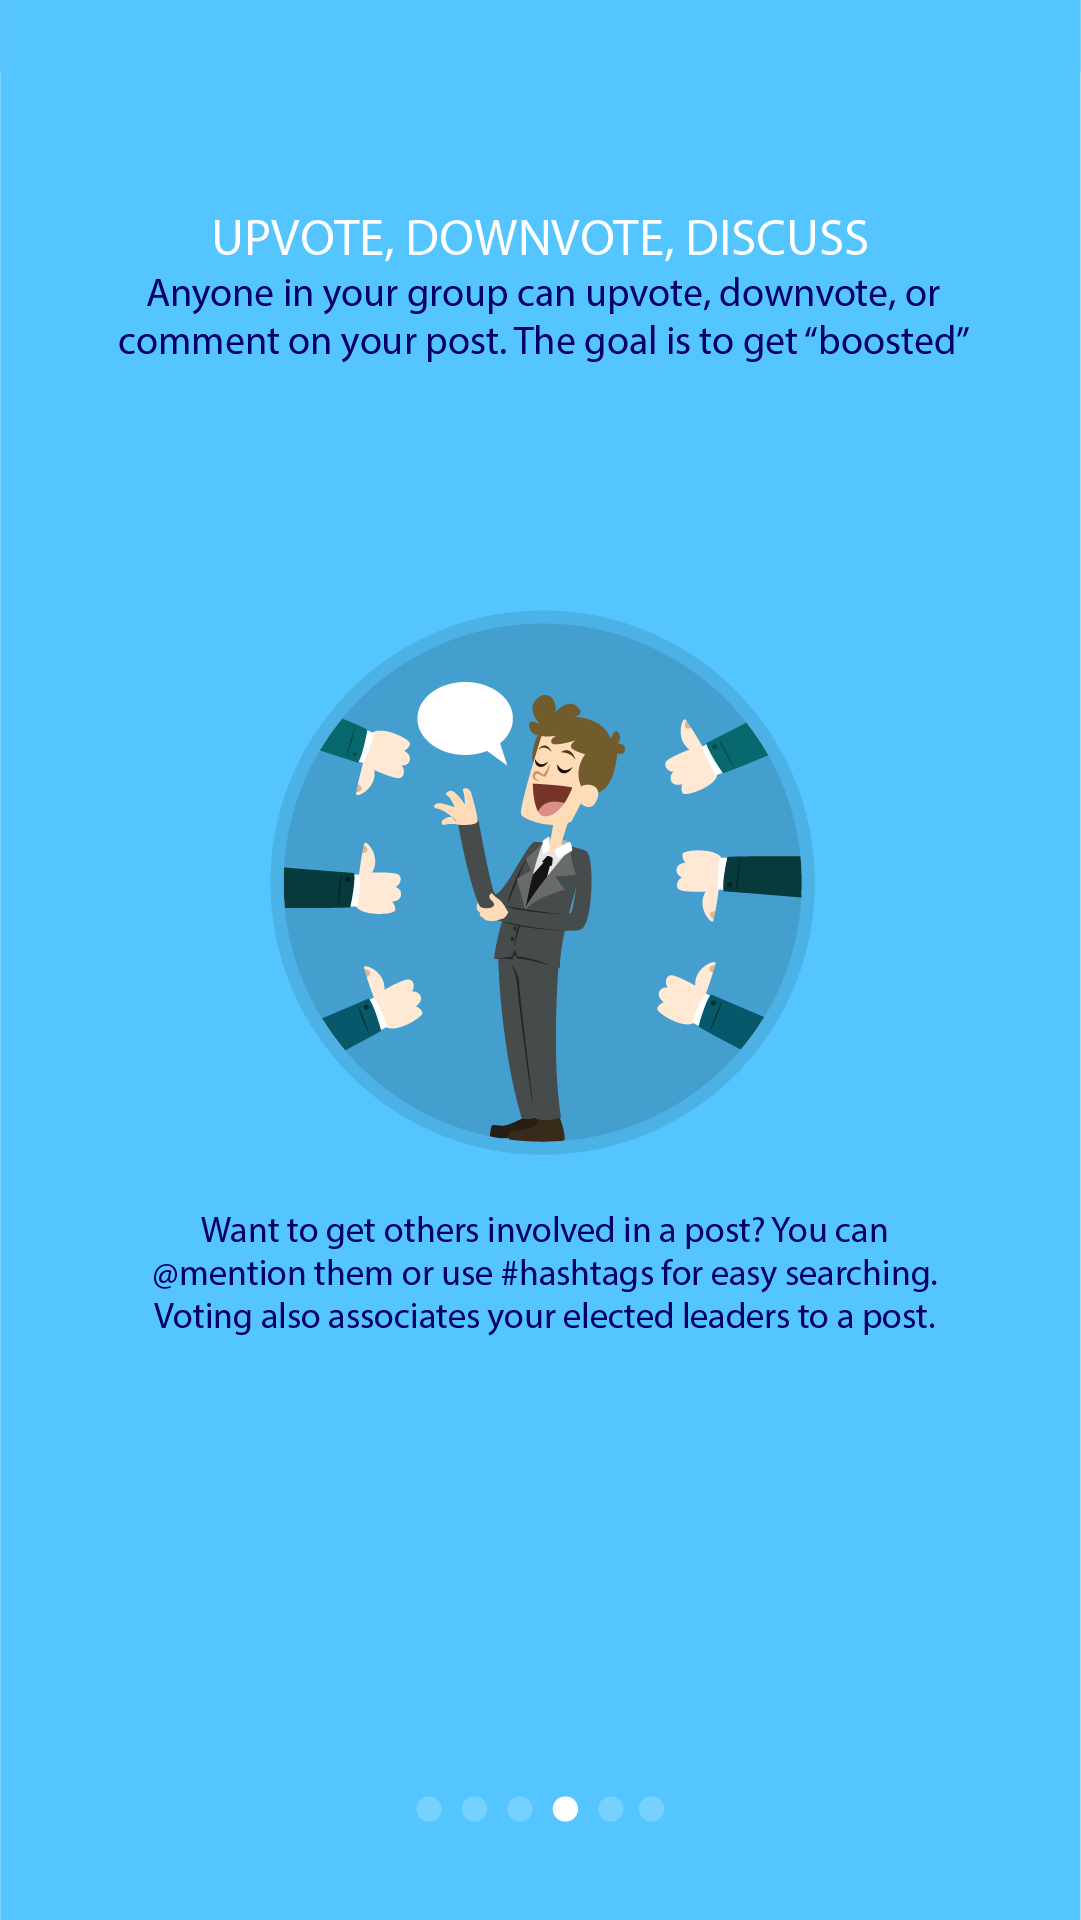 UPVOTE, DOWNVOTE, DISCUSS
Anyone in your group can upvote, downvote, or
comment on your post. The goal is to get “boosted”
Want to get others involved in a post? You can
@mention them or use #hashtags for easy searching.
Voting also associates your elected leaders to a post.